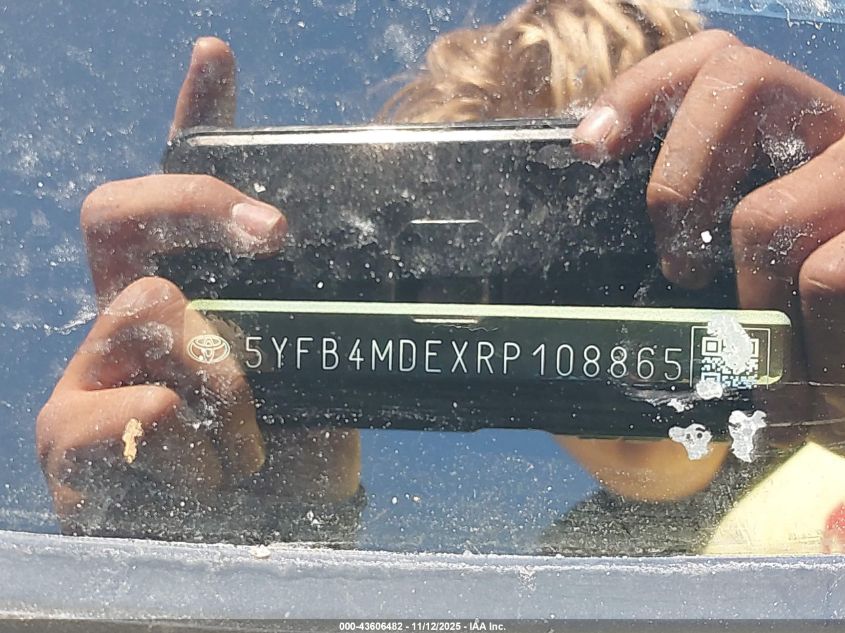 5YFB4MDEXRP108865
000-43606482 - 11/12/2025 - IAA Inc.